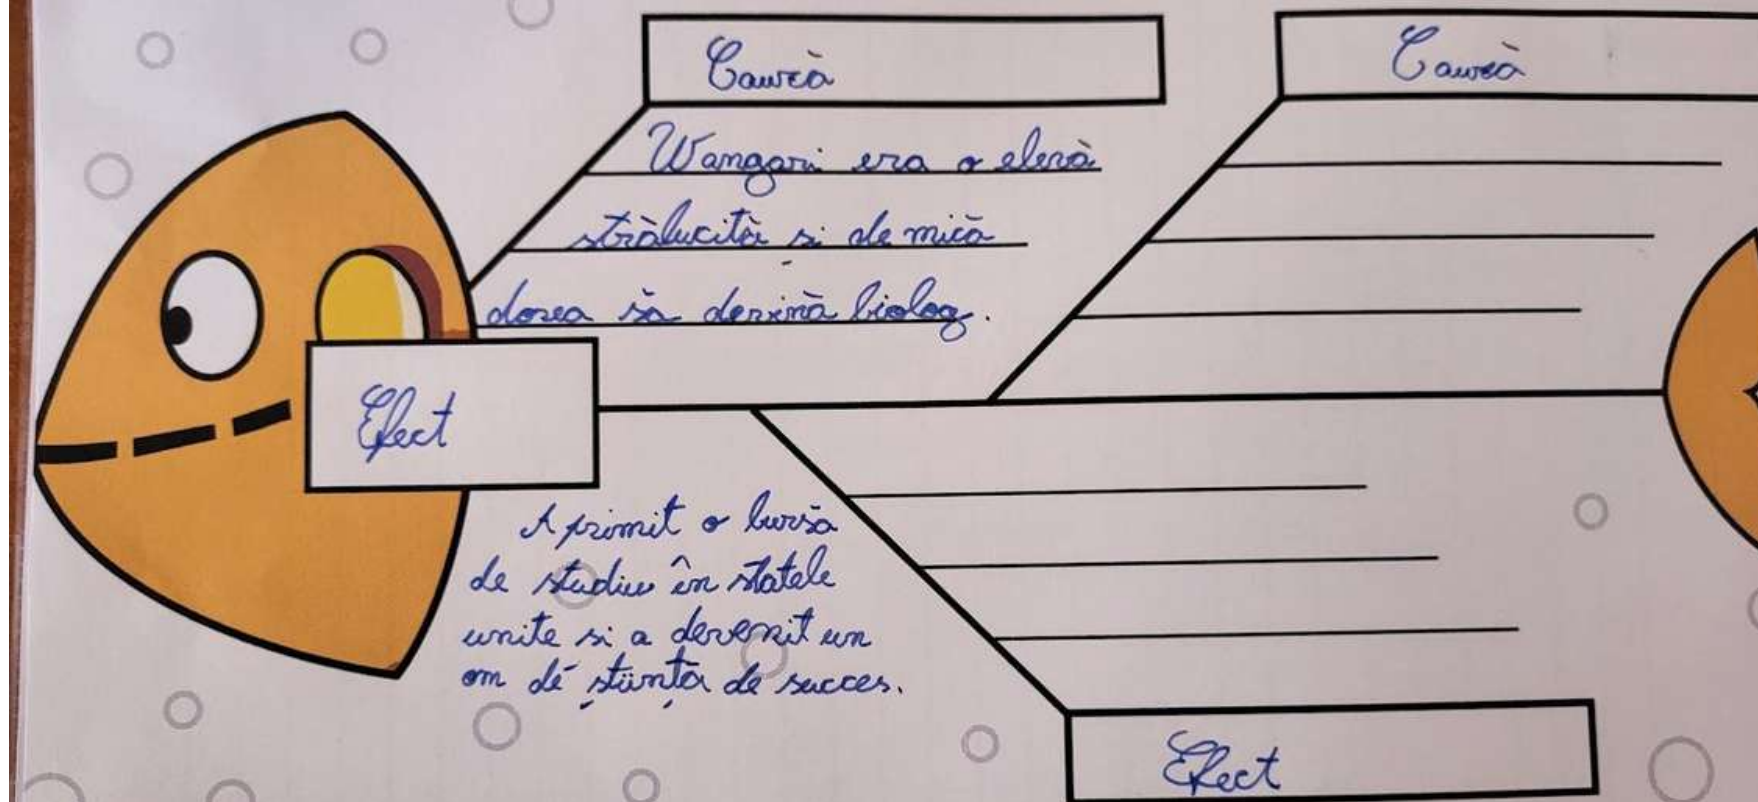 Cauză
Cauză
Wangari era o elevă
strălucită și de mică
dorea să devină biolog.
Efect
A primit o bursă
de studiu în statele
unite si a devenit un
om de știință de succes.
Efect